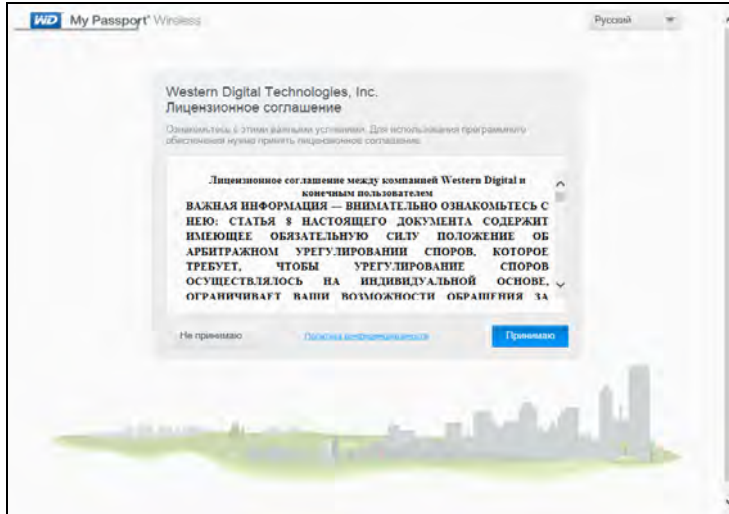 WD My Passport® Wireless
Русский
Western Digital Technologies, Inc.
Лицензионное соглашение
Ознакомьтесь с этими важными условиями. Для использования программного
обеспечения нужно принять лицензионное соглашение.
Лицензионное соглашение между компанией Western Digital и
конечным пользователем
ВАЖНАЯ ИНФОРМАЦИЯ — ВНИМАТЕЛЬНО ОЗНАКОМЬТЕСЬ С
НЕЮ: СТАТЬЯ 8 НАСТОЯЩЕГО ДОКУМЕНТА СОДЕРЖИТ
ИМЕЮЩЕЕ ОБЯЗАТЕЛЬНУЮ СИЛУ ПОЛОЖЕНИЕ ОБ
АРБИТРАЖНОМ УРЕГУЛИРОВАНИИ СПОРОВ, КОТОРОЕ
ТРЕБУЕТ, ЧТОБЫ УРЕГУЛИРОВАНИЕ СПОРОВ
ОСУЩЕСТВЛЯЛОСЬ НА ИНДИВИДУАЛЬНОЙ ОСНОВЕ,
ОГРАНИЧИВАЕТ ВАШИ ВОЗМОЖНОСТИ ОБРАЩЕНИЯ ЗА
Не принимаю
Политика конфиденциальности
Принимаю